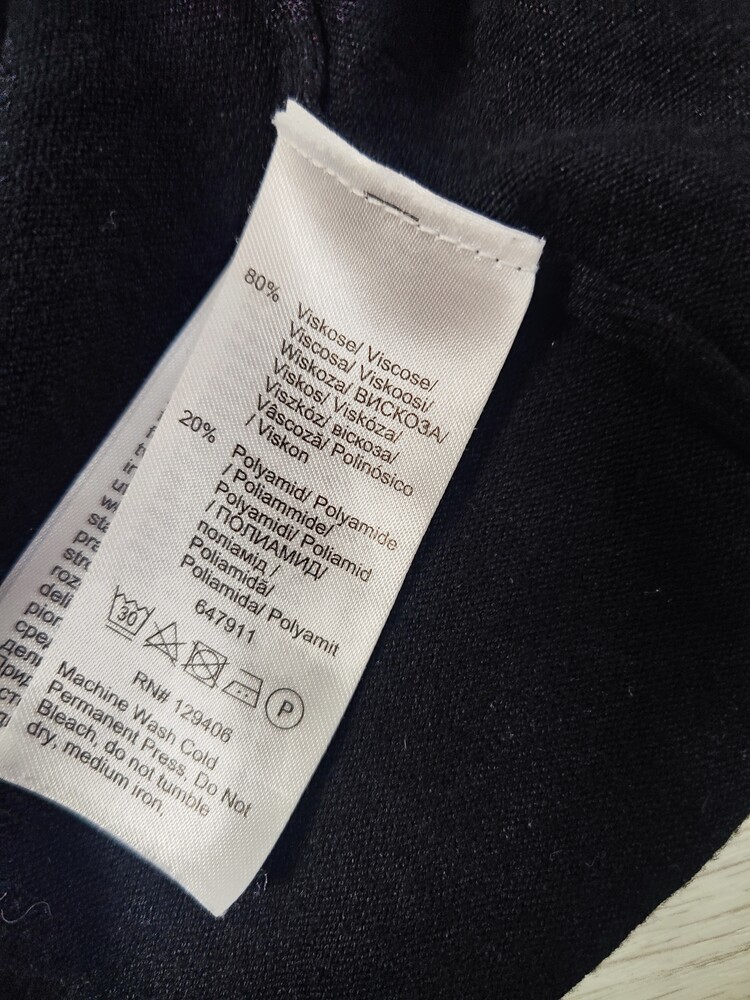 80% Viskose/ Viscose/
Viscosa/ Viskoosi/
Wiskoza/ ВИСКОЗА/
Viskos/ Viskóza/
Viszkóz/ віскоза/
Vâscoză/ Polinósico
/ Viskon
20% Polyamid/ Polyamide
/ Poliammide/
Polyamidi/ Poliamid
/ ПОЛИАМИД/
поліамід /
Poliamidă/
Poliamida/ Polyamit
647911
30
P
RN# 129406
Machine Wash Cold
Permanent Press, Do Not
Bleach, do not tumble
dry, medium iron,